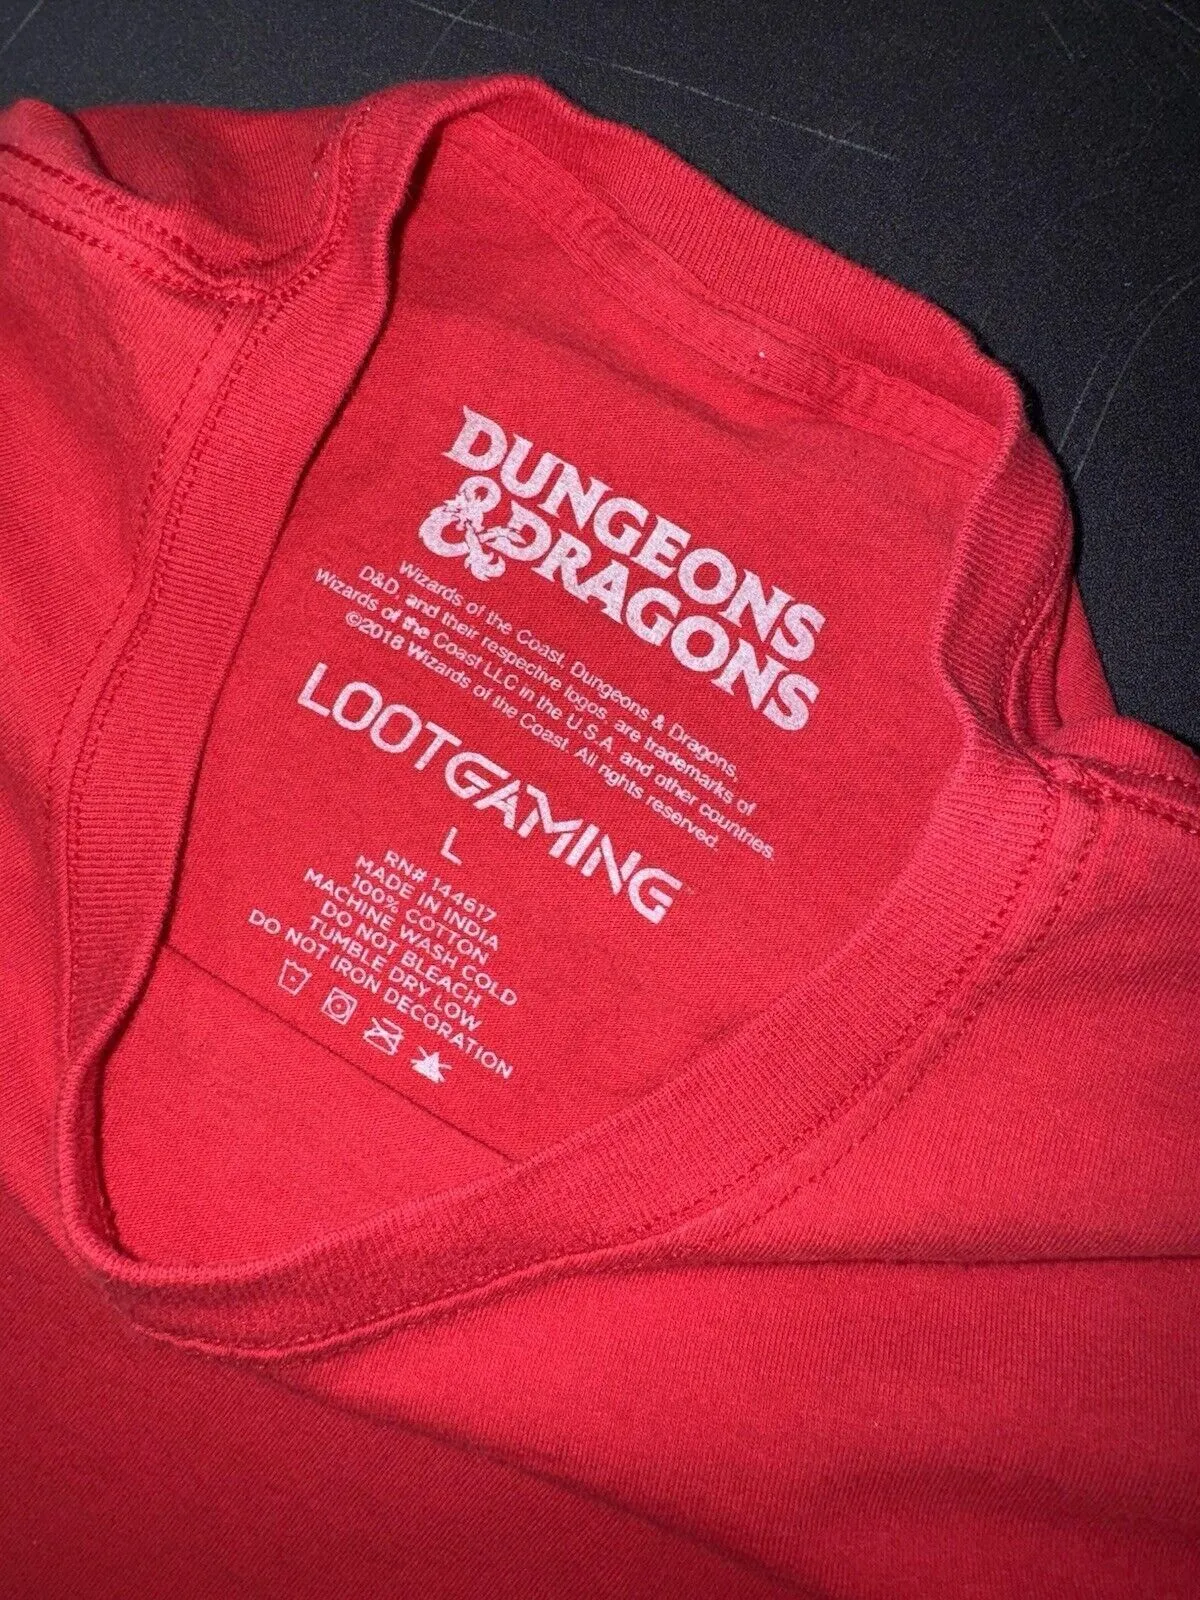 DUNGEONS
& DRAGONS
Wizards of the Coast, Dungeons & Dragons,
D&D, and their respective logos, are trademarks of
Wizards of the Coast LLC in the U.S.A. and other countries.
©2018 Wizards of the Coast. All rights reserved.
LOOTGAMING
L
RN# 144617
MADE IN INDIA
100% COTTON
MACHINE WASH COLD
DO NOT BLEACH
TUMBLE DRY LOW
DO NOT IRON DECORATION